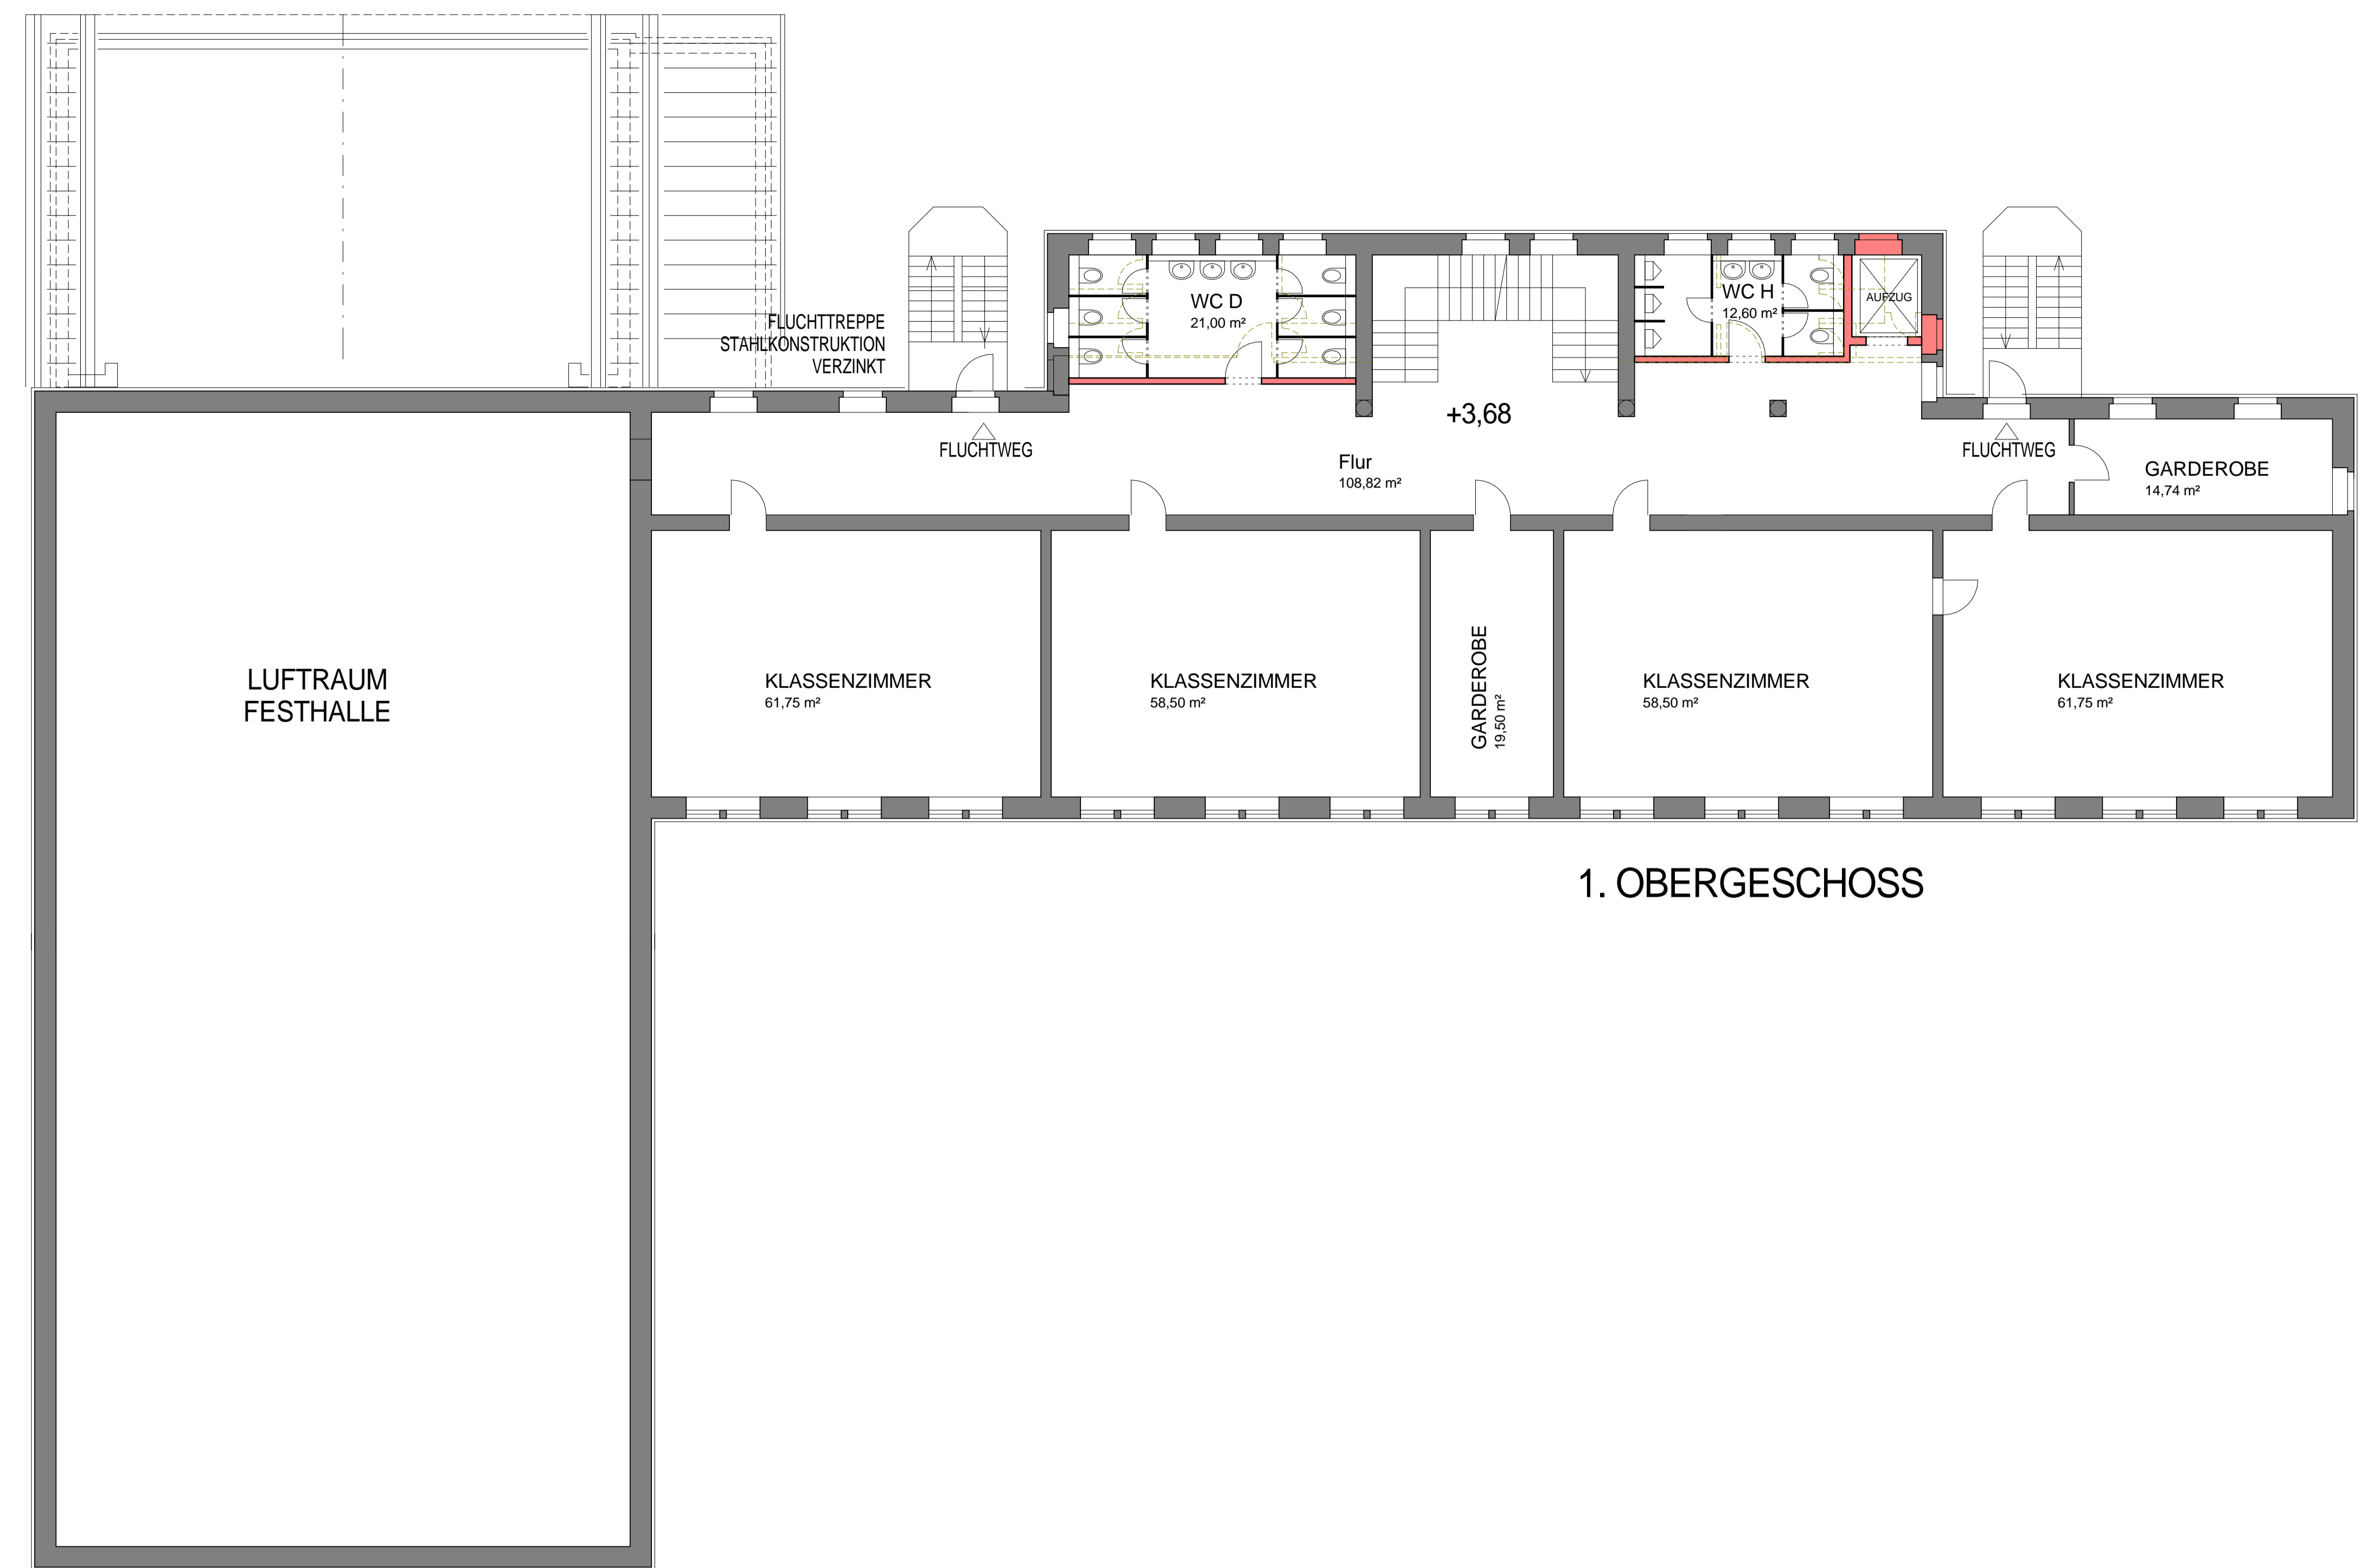 FLUCHTTREPPE
STAHLKONSTRUKTION
VERZINKT
WC D
21,00 m²
WC H
12,60 m²
AUFZUG
+3,68
FLUCHTWEG
FLUCHTWEG
Flur
108,82 m²
GARDEROBE
14,74 m²
LUFTRAUM
FESTHALLE
KLASSENZIMMER
61,75 m²
KLASSENZIMMER
58,50 m²
GARDEROBE
19,50 m²
KLASSENZIMMER
58,50 m²
KLASSENZIMMER
61,75 m²
1. OBERGESCHOSS